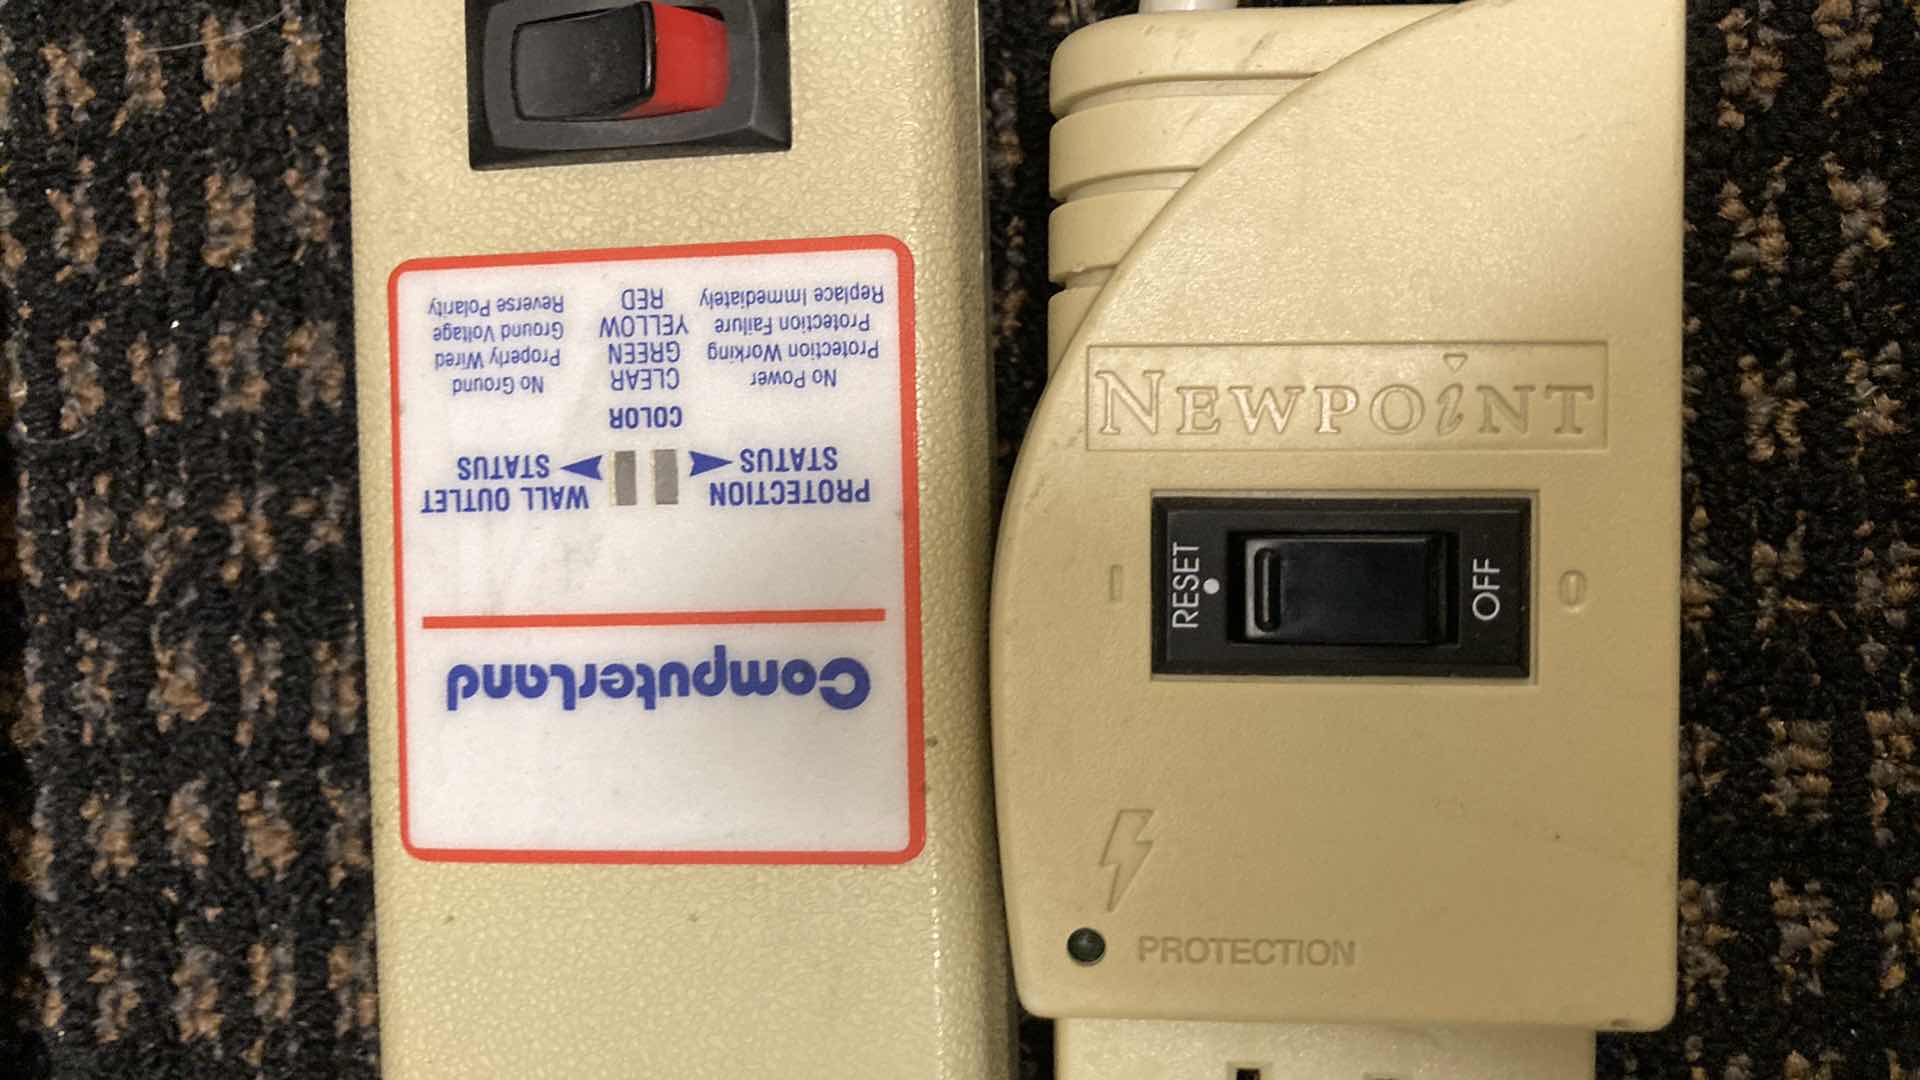 Computerland
WALL OUTLET STATUS
PROTECTION STATUS
COLOR
No Power CLEAR No Ground
Protection Working GREEN Properly Wired
Protection Failure YELLOW Ground Voltage
Replace Immediately RED Reverse Polarity
NEWPOiNT
I RESET OFF O
PROTECTION